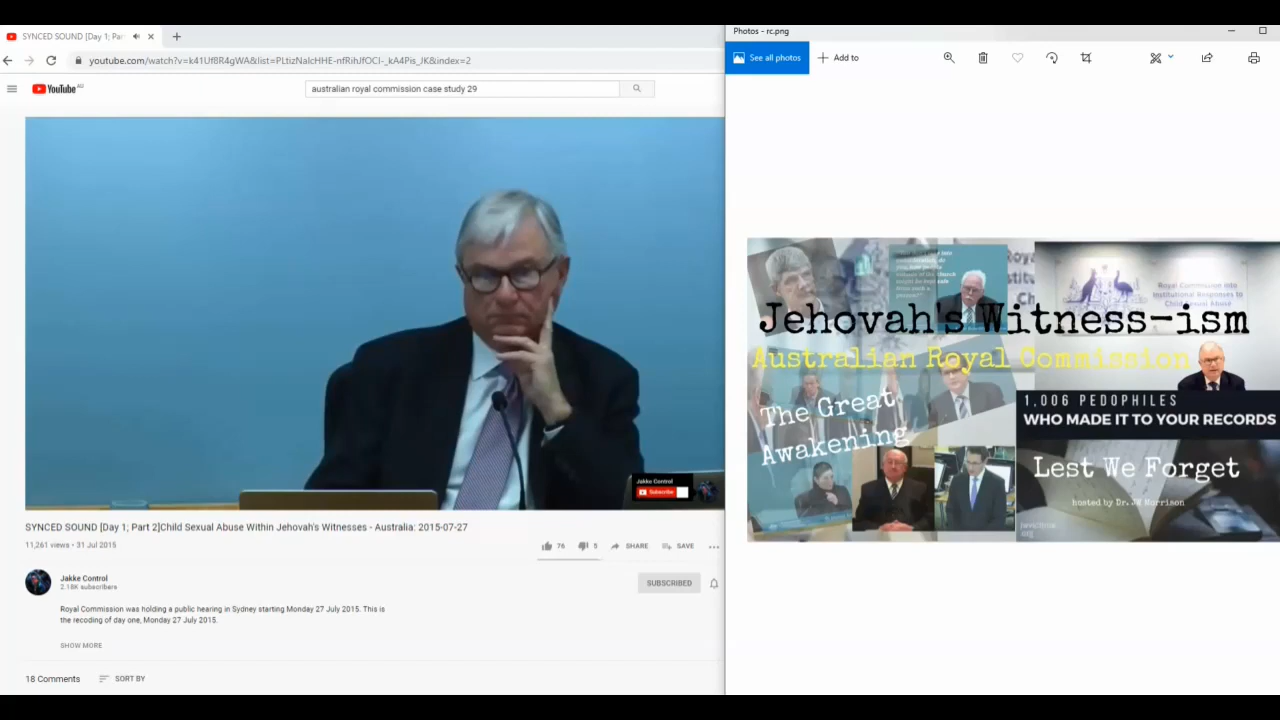 SYNCED SOUND [Day 1; Par
Photos - rc.png
youtube.com/watch?v=k41Uf8R4gWA&list=PLtizNaIcHHE-nfRihJfOCI-_kA4Pis_JK&index=2
See all photos
Add to
YouTube AU
australian royal commission case study 29
Royal Commission into
Institutional Responses to
Child Sexual Abuse
Jehovah's Witness-ism
Australian Royal Commission
The Great
Awakening
1,006 PEDOPHILES
WHO MADE IT TO YOUR RECORDS
Lest We Forget
hosted by Dr. JR Morrison
Jakke Control
Subscribe
SYNCED SOUND [Day 1; Part 2]Child Sexual Abuse Within Jehovah's Witnesses - Australia: 2015-07-27
11,261 views • 31 Jul 2015
76
5
SHARE
SAVE
Jakke Control
2.18K subscribers
SUBSCRIBED
Royal Commission was holding a public hearing in Sydney starting Monday 27 July 2015. This is
the recoding of day one, Monday 27 July 2015.
SHOW MORE
18 Comments
SORT BY